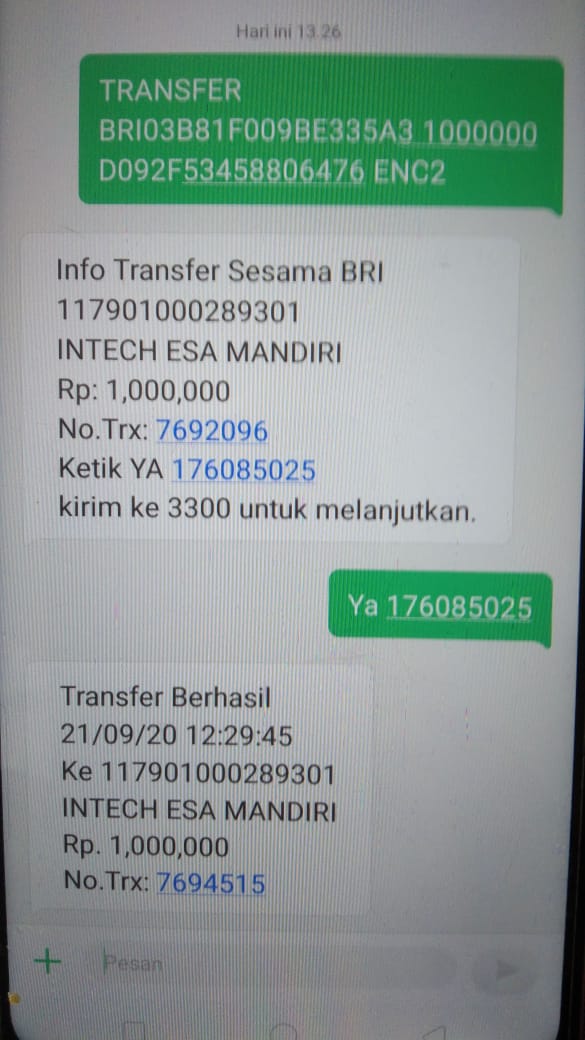 Hari ini 13.26
TRANSFER
BRI03B81F009BE335A3 1000000
D092F53458806476 ENC2
Info Transfer Sesama BRI
117901000289301
INTECH ESA MANDIRI
Rp: 1,000,000
No.Trx: 7692096
Ketik YA 176085025
kirim ke 3300 untuk melanjutkan.
Ya 176085025
Transfer Berhasil
21/09/20 12:29:45
Ke 117901000289301
INTECH ESA MANDIRI
Rp. 1,000,000
No.Trx: 7694515
Pesan